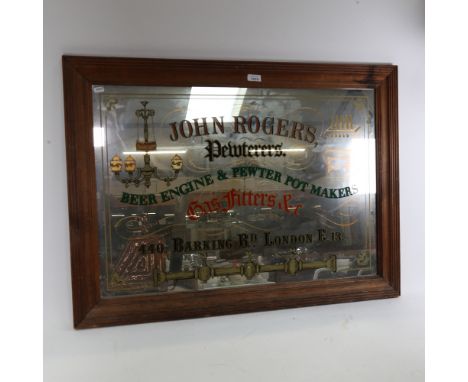 JOHN ROGERS,
Pewterers.
BEER ENGINE & PEWTER POT MAKERS
Gas Fitters, &c
440, BARKING RD LONDON E.13.